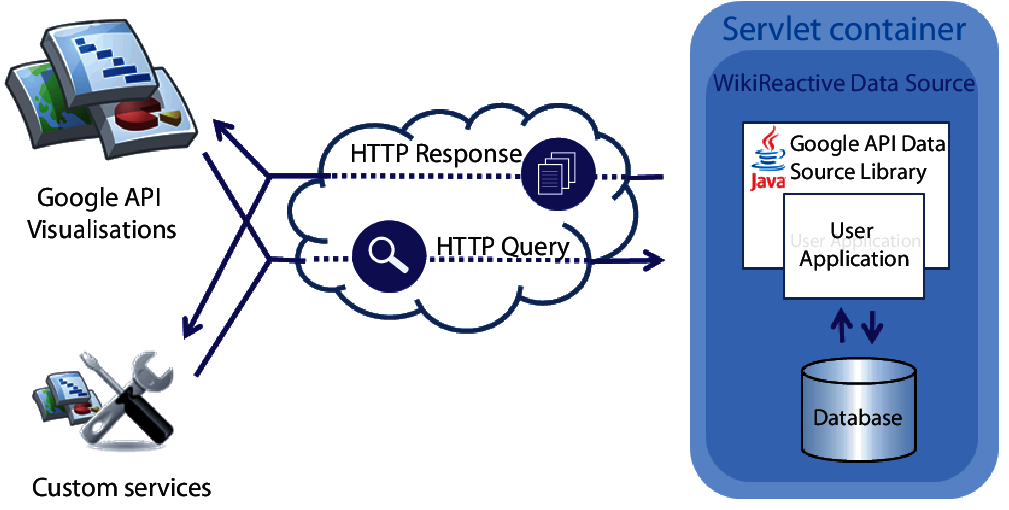 Servlet container
WikiReactive Data Source
HTTP Response
Java
Google API Data
Source Library
Google API
Visualisations
HTTP Query
User
User Application
Application
Database
Custom services